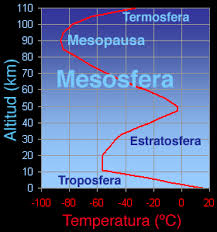 Altitud (km)
110
100
90
80
70
60
50
40
30
20
10
0
Termosfera
Mesopausa
Mesosfera
Estratosfera
Troposfera
-100 -80 -60 -40 -20 0 20
Temperatura (ºC)